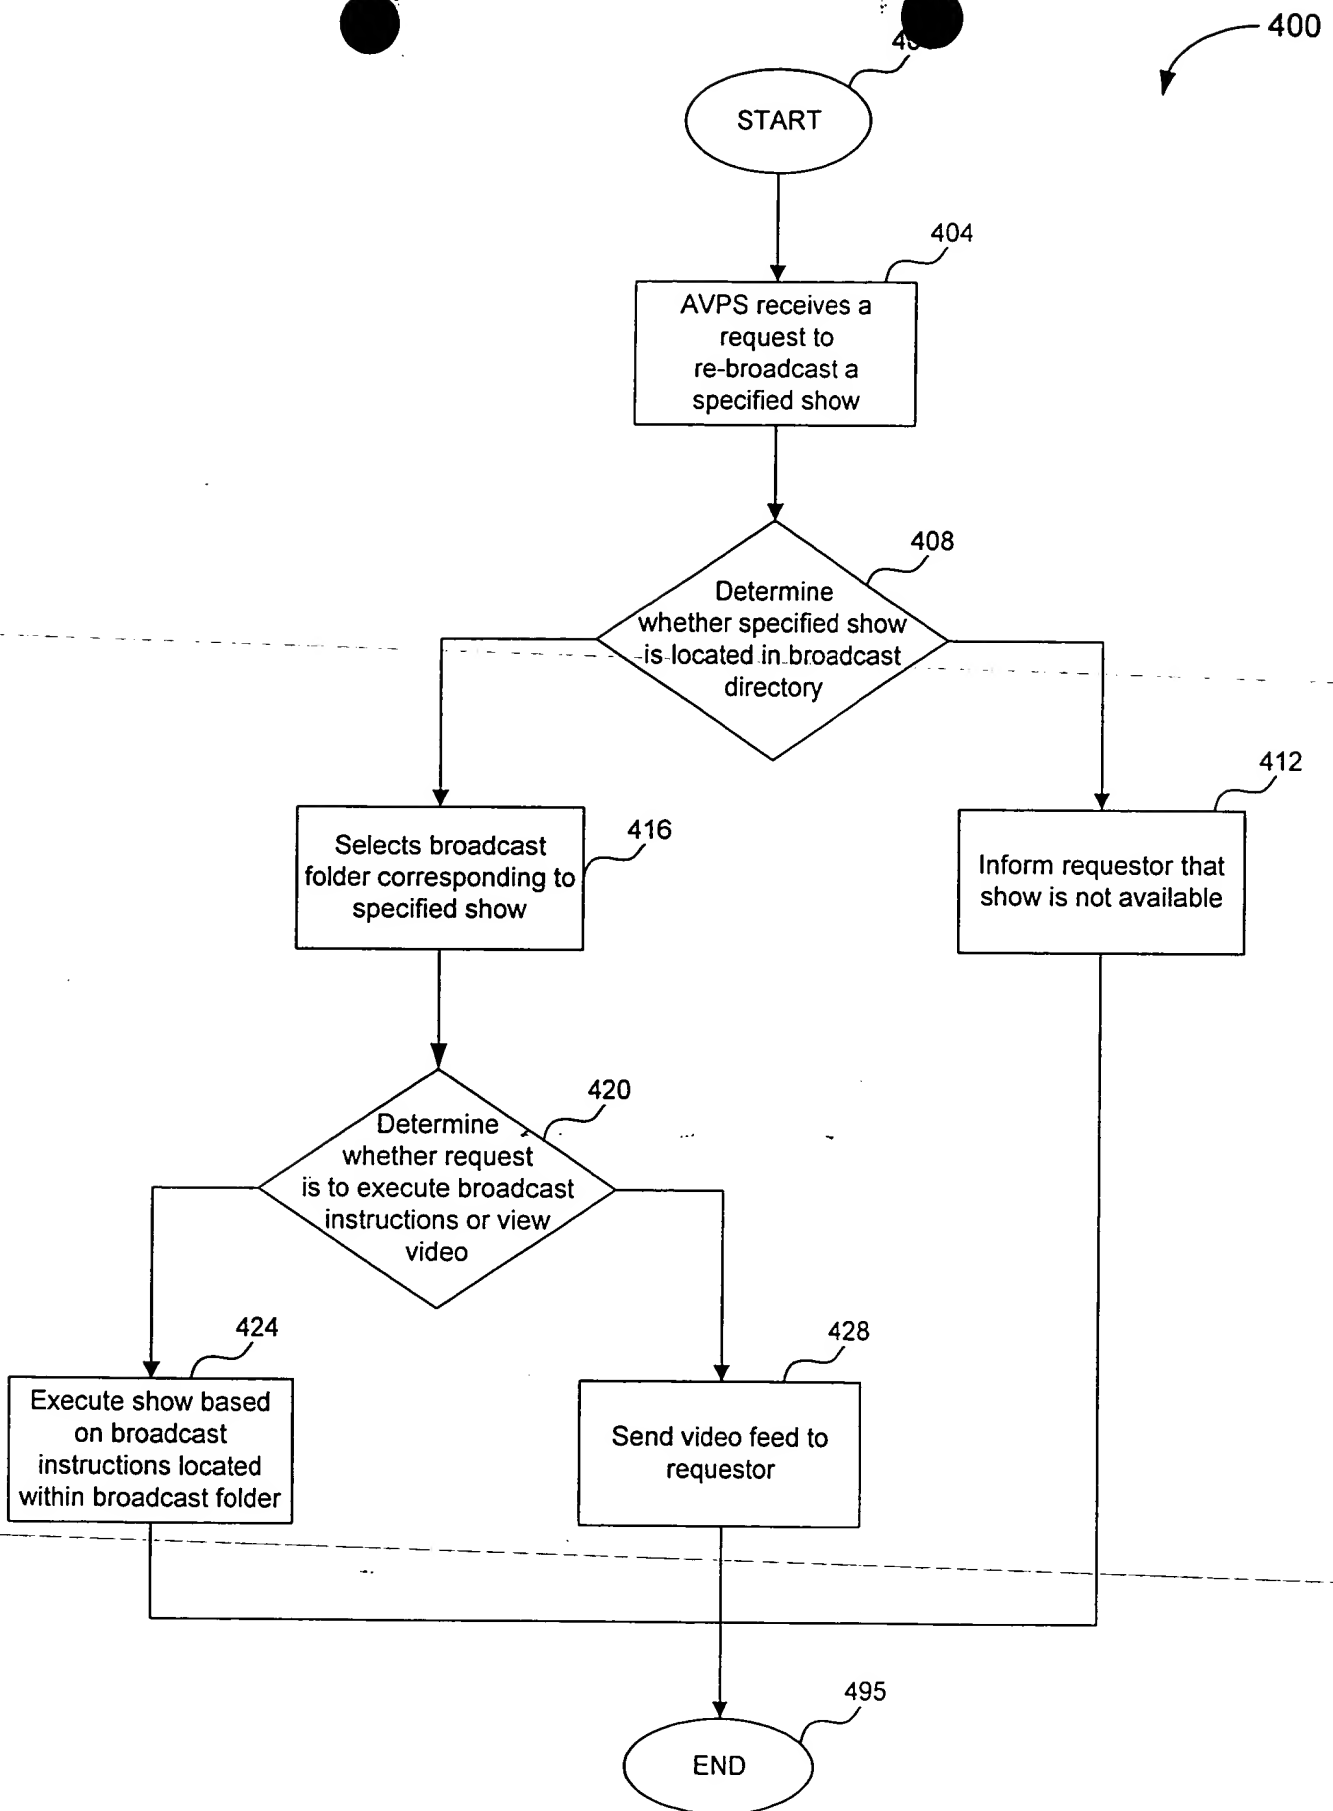 400
START
404
AVPS receives a
request to
re-broadcast a
specified show
408
Determine
whether specified show
is located in broadcast
directory
412
416
Selects broadcast
folder corresponding to
specified show
Inform requestor that
show is not available
420
Determine
whether request
is to execute broadcast
instructions or view
video
424
428
Execute show based
on broadcast
instructions located
within broadcast folder
Send video feed to
requestor
495
END